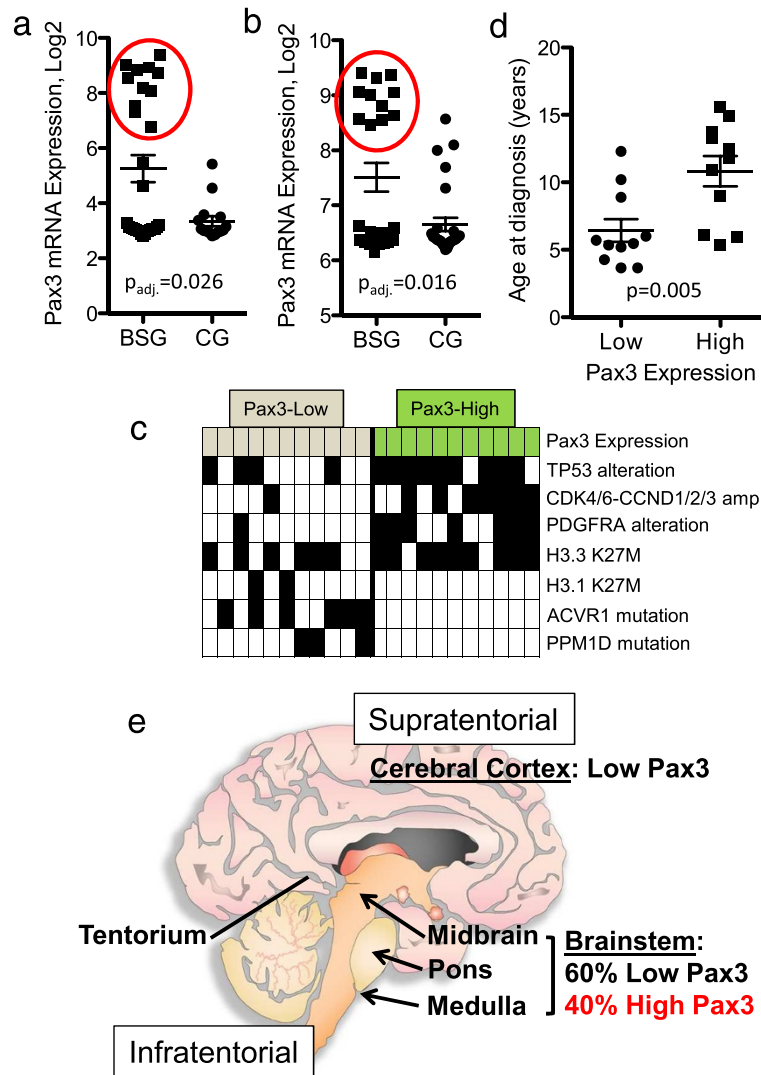 a
Pax3 mRNA Expression, Log2
10
8
6
4
2
0
p_adj.=0.026
BSG
CG
b
Pax3 mRNA Expression, Log2
10
9
8
7
6
5
p_adj.=0.016
BSG
CG
d
Age at diagnosis (years)
20
15
10
5
0
p=0.005
Low
High
Pax3 Expression
c
Pax3-Low
Pax3-High
Pax3 Expression
TP53 alteration
CDK4/6-CCND1/2/3 amp
PDGFRA alteration
H3.3 K27M
H3.1 K27M
ACVR1 mutation
PPM1D mutation
e
Supratentorial
Cerebral Cortex: Low Pax3
Tentorium
Midbrain
Pons
Medulla
Brainstem:
60% Low Pax3
40% High Pax3
Infratentorial